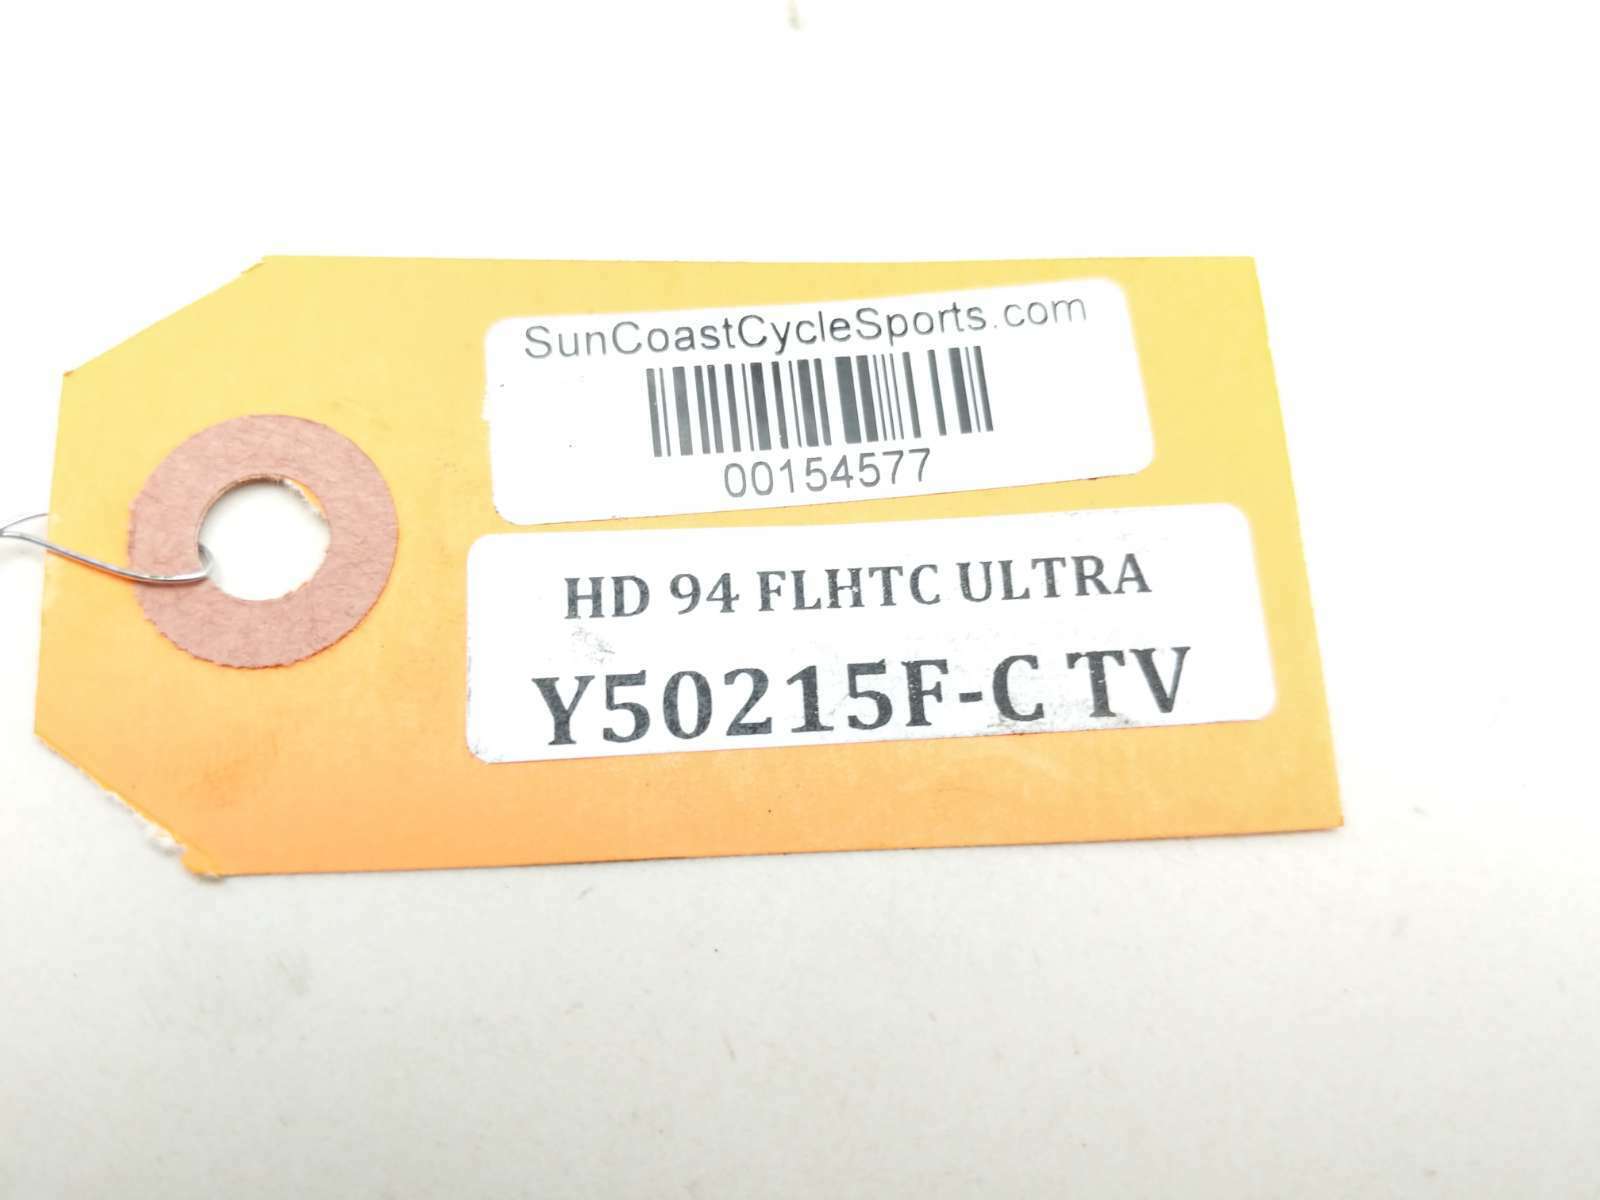 SunCoastCycleSports.com
00154577
HD 94 FLHTC ULTRA
Y50215F-C TV